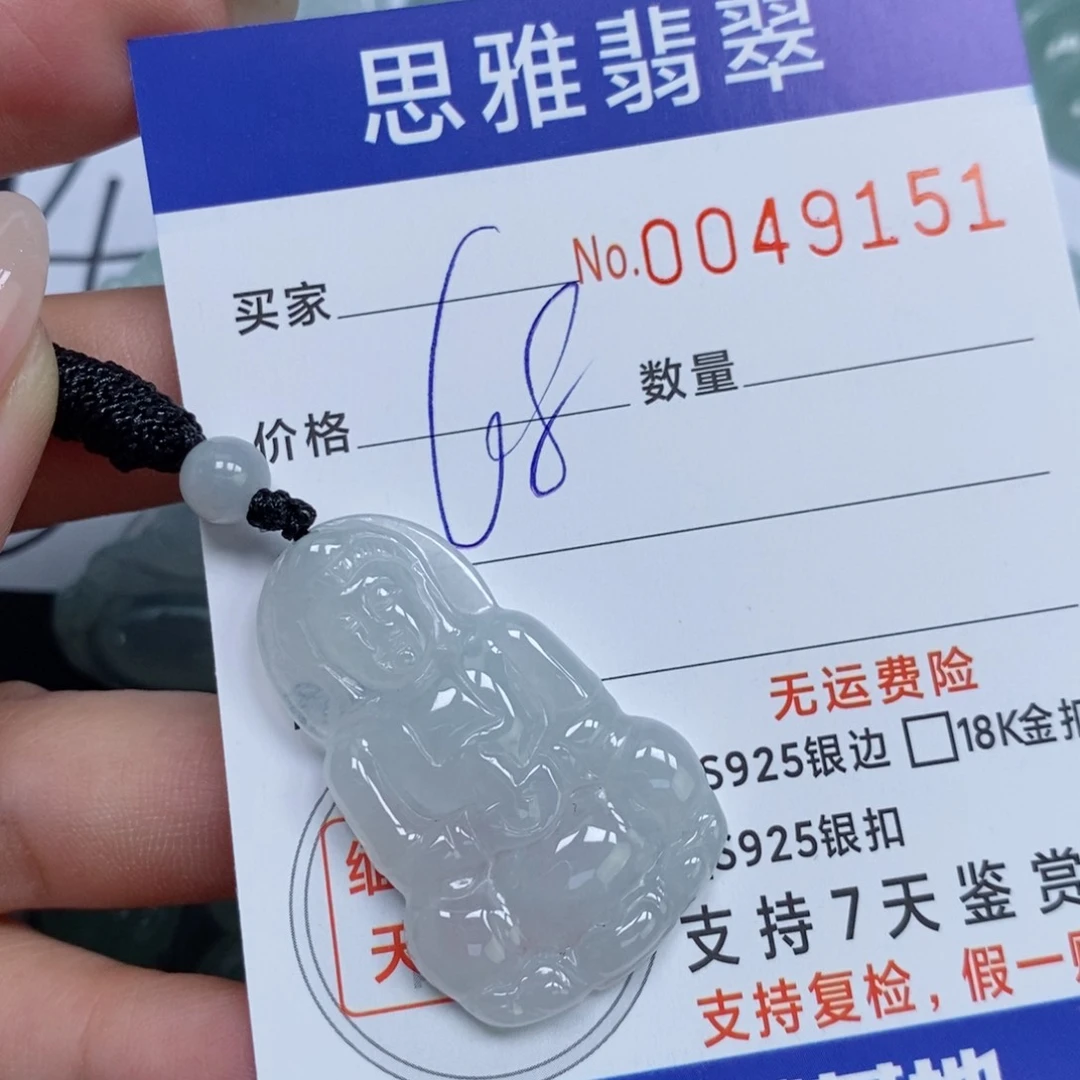 思雅翡翠
No.0049151
买家
68
价格
数量
无运费险
S925银边 □18K金扣
S925银扣
支持7天鉴赏
支持复检，假一
天